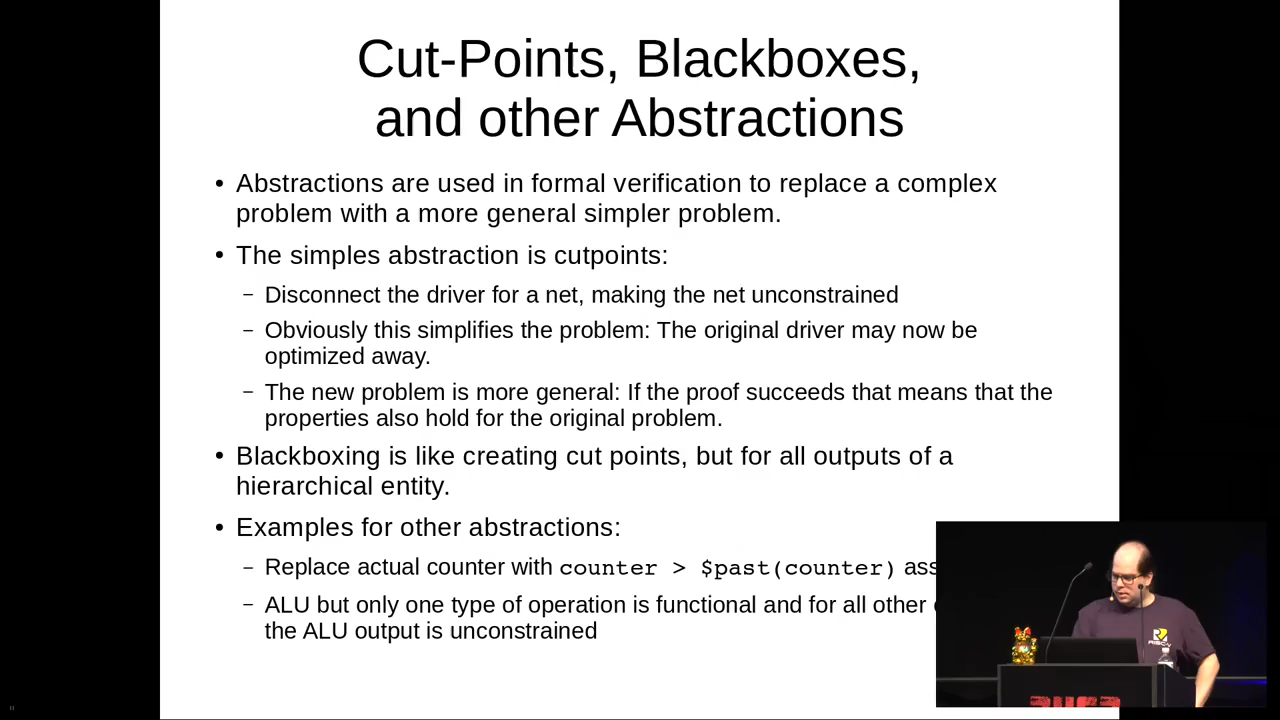 Cut-Points, Blackboxes,
and other Abstractions
• Abstractions are used in formal verification to replace a complex
problem with a more general simpler problem.
• The simples abstraction is cutpoints:
– Disconnect the driver for a net, making the net unconstrained
– Obviously this simplifies the problem: The original driver may now be
optimized away.
– The new problem is more general: If the proof succeeds that means that the
properties also hold for the original problem.
• Blackboxing is like creating cut points, but for all outputs of a
hierarchical entity.
• Examples for other abstractions:
– Replace actual counter with counter > $past(counter)
– ALU but only one type of operation is functional and for all other
the ALU output is unconstrained
RISC-V